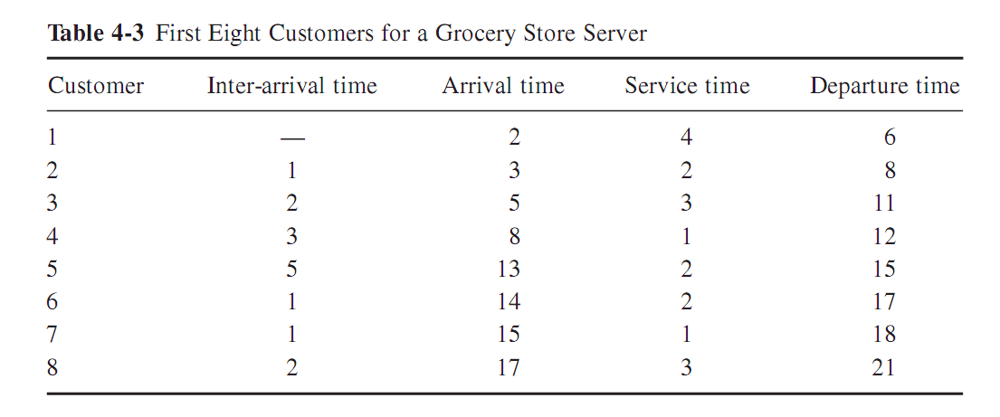 Table 4-3 First Eight Customers for a Grocery Store Server
Customer Inter-arrival time Arrival time Service time Departure time
1 — 2 4 6
2 1 3 2 8
3 2 5 3 11
4 3 8 1 12
5 5 13 2 15
6 1 14 2 17
7 1 15 1 18
8 2 17 3 21